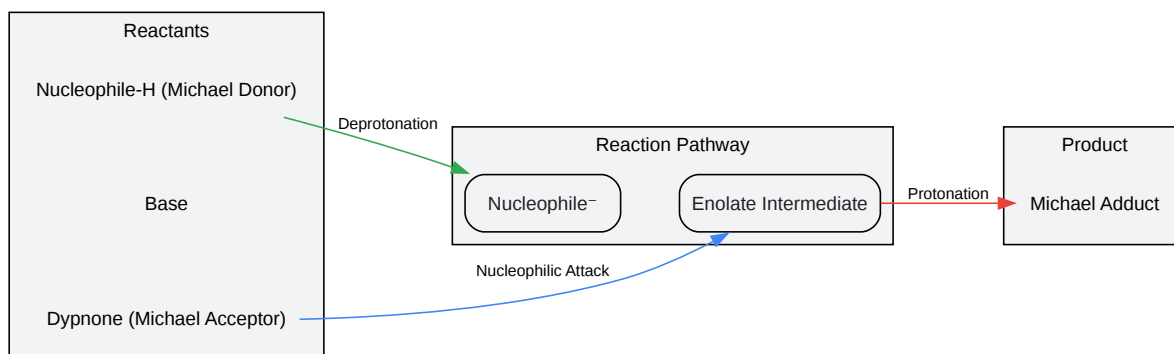 Reactants
Nucleophile-H (Michael Donor)
Deprotonation
Base
Dypnone (Michael Acceptor)
Nucleophilic Attack
Reaction Pathway
Nucleophile⁻
Enolate Intermediate
Protonation
Product
Michael Adduct